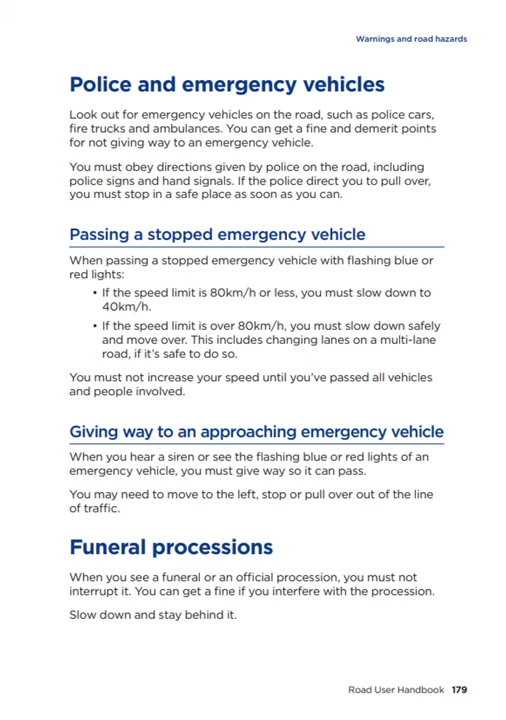 Warnings and road hazards
Police and emergency vehicles
Look out for emergency vehicles on the road, such as police cars,
fire trucks and ambulances. You can get a fine and demerit points
for not giving way to an emergency vehicle.
You must obey directions given by police on the road, including
police signs and hand signals. If the police direct you to pull over,
you must stop in a safe place as soon as you can.
Passing a stopped emergency vehicle
When passing a stopped emergency vehicle with flashing blue or
red lights:
• If the speed limit is 80km/h or less, you must slow down to
40km/h.
• If the speed limit is over 80km/h, you must slow down safely
and move over. This includes changing lanes on a multi-lane
road, if it's safe to do so.
You must not increase your speed until you've passed all vehicles
and people involved.
Giving way to an approaching emergency vehicle
When you hear a siren or see the flashing blue or red lights of an
emergency vehicle, you must give way so it can pass.
You may need to move to the left, stop or pull over out of the line
of traffic.
Funeral processions
When you see a funeral or an official procession, you must not
interrupt it. You can get a fine if you interfere with the procession.
Slow down and stay behind it.
Road User Handbook 179